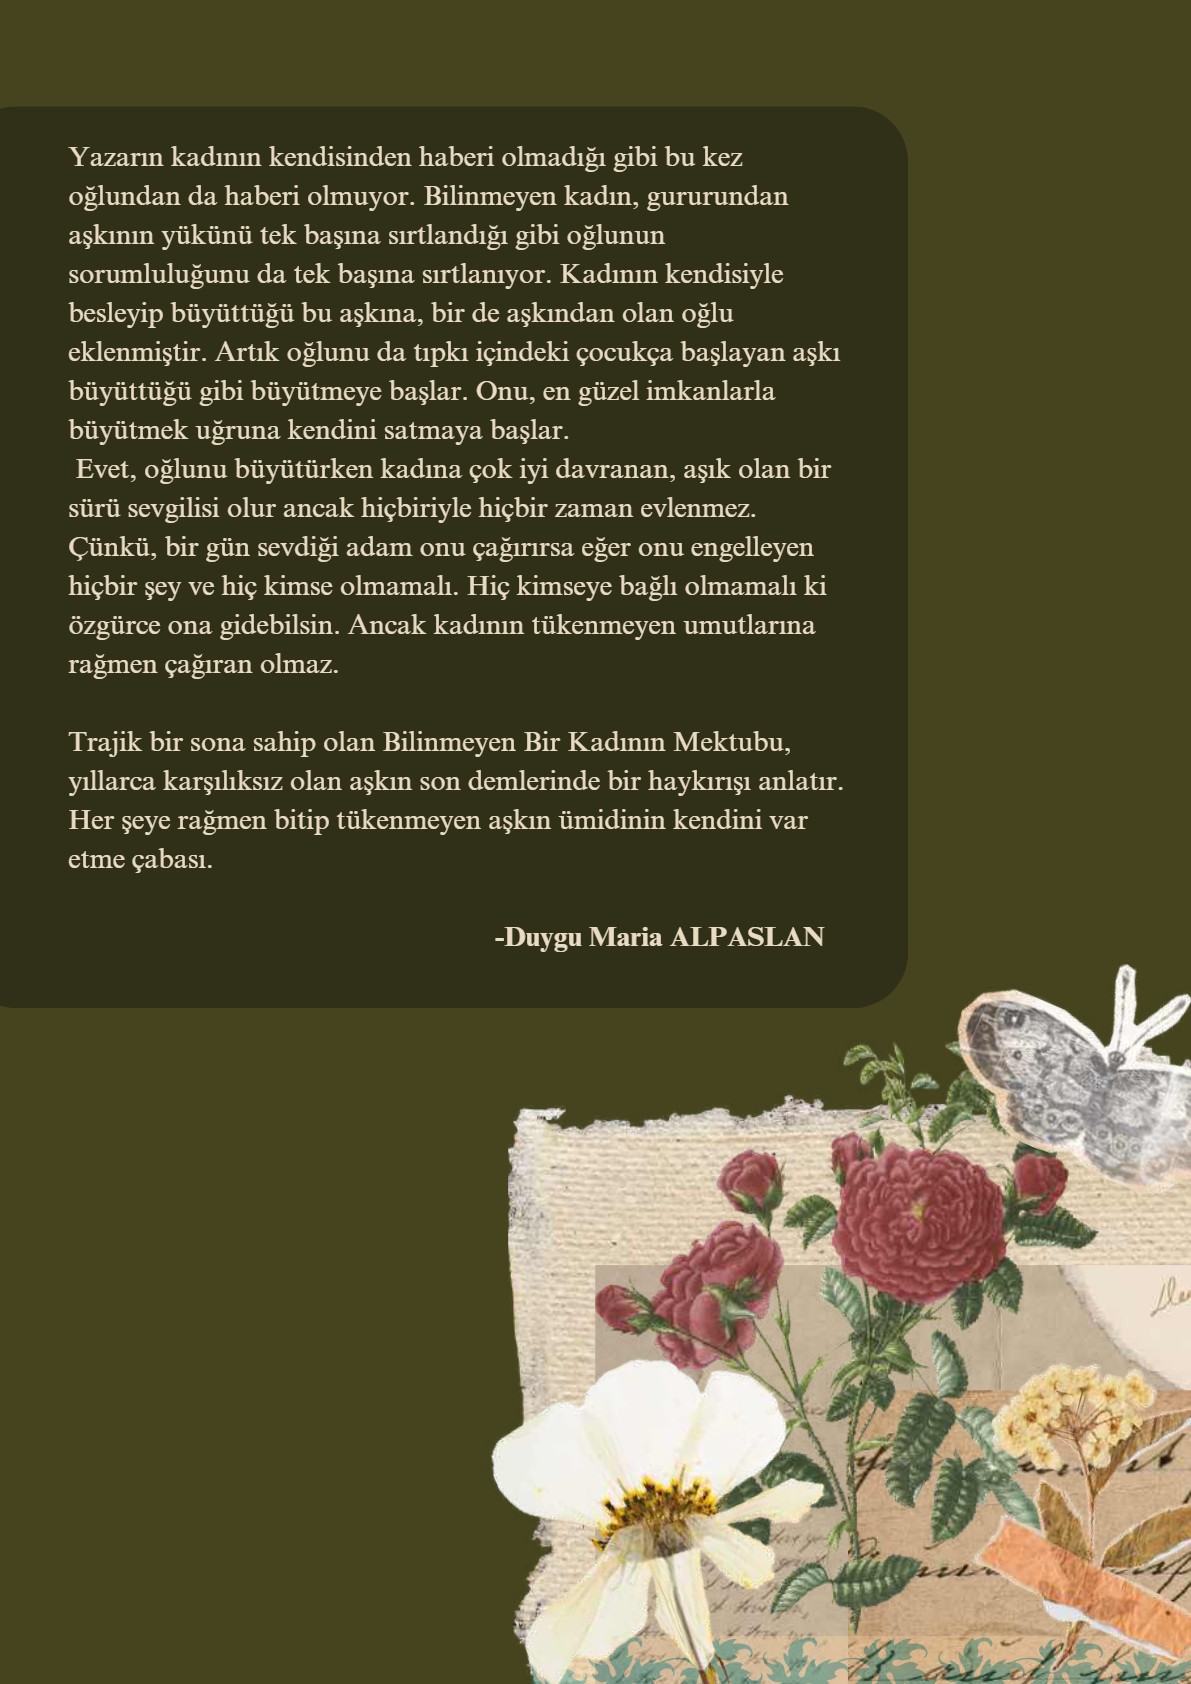 Yazarın kadının kendisinden haberi olmadığı gibi bu kez
oğlundan da haberi olmuyor. Bilinmeyen kadın, gururundan
aşkının yükünü tek başına sırtlandığı gibi oğlunun
sorumluluğunu da tek başına sırtlanıyor. Kadının kendisiyle
besleyip büyüttüğü bu aşkına, bir de aşkından olan oğlu
eklenmiştir. Artık oğlunu da tıpkı içindeki çocukça başlayan aşkı
büyüttüğü gibi büyütmeye başlar. Onu, en güzel imkanlarla
büyütmek uğruna kendini satmaya başlar.
Evet, oğlunu büyütürken kadına çok iyi davranan, aşık olan bir
sürü sevgilisi olur ancak hiçbiriyle hiçbir zaman evlenmez.
Çünkü, bir gün sevdiği adam onu çağırırsa eğer onu engelleyen
hiçbir şey ve hiç kimse olmamalı. Hiç kimseye bağlı olmamalı ki
özgürce ona gidebilsin. Ancak kadının tükenmeyen umutlarına
rağmen çağıran olmaz.
Trajik bir sona sahip olan Bilinmeyen Bir Kadının Mektubu,
yıllarca karşılıksız olan aşkın son demlerinde bir haykırışı anlatır.
Her şeye rağmen bitip tükenmeyen aşkın ümidinin kendini var
etme çabası.
-Duygu Maria ALPASLAN